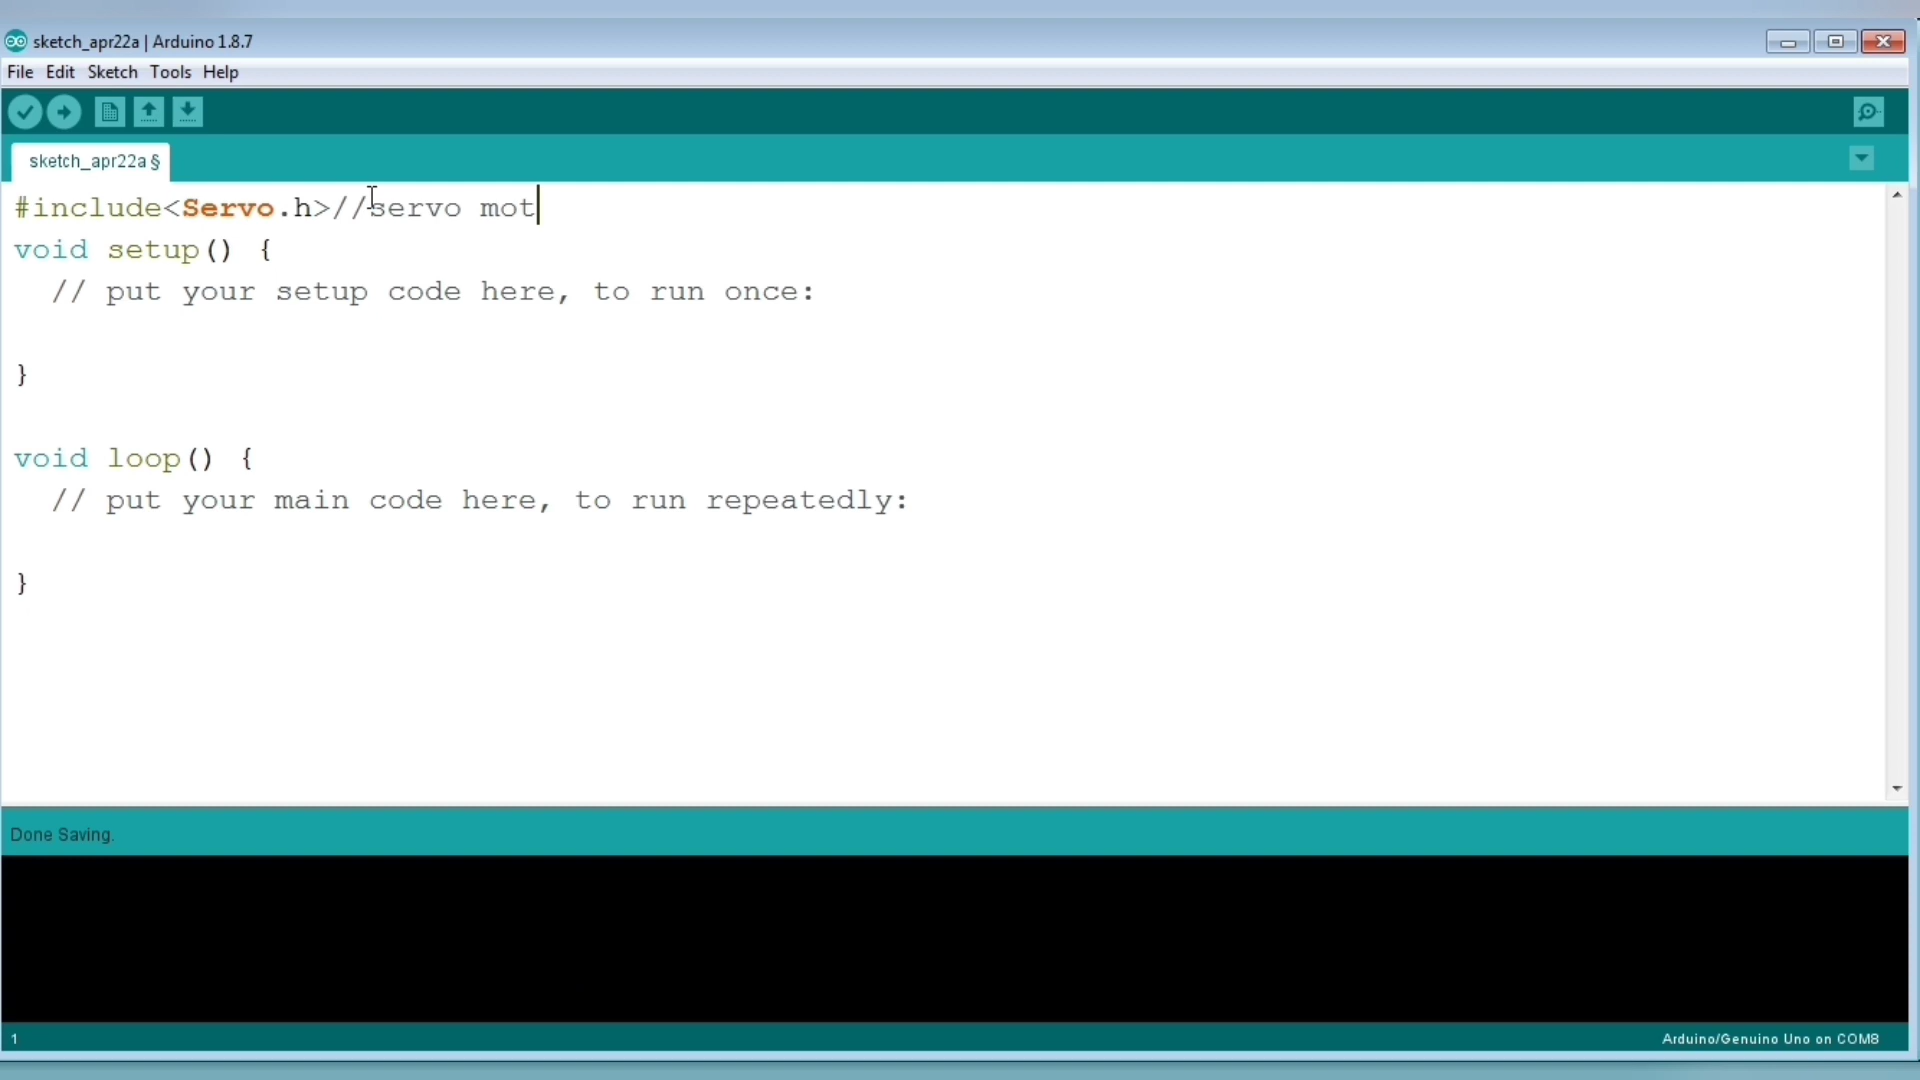 sketch_apr22a | Arduino 1.8.7
File Edit Sketch Tools Help
sketch_apr22a §
#include<Servo.h>//servo mot
void setup() {
  // put your setup code here, to run once:
}
void loop() {
  // put your main code here, to run repeatedly:
}
Done Saving.
1
Arduino/Genuino Uno on COM8